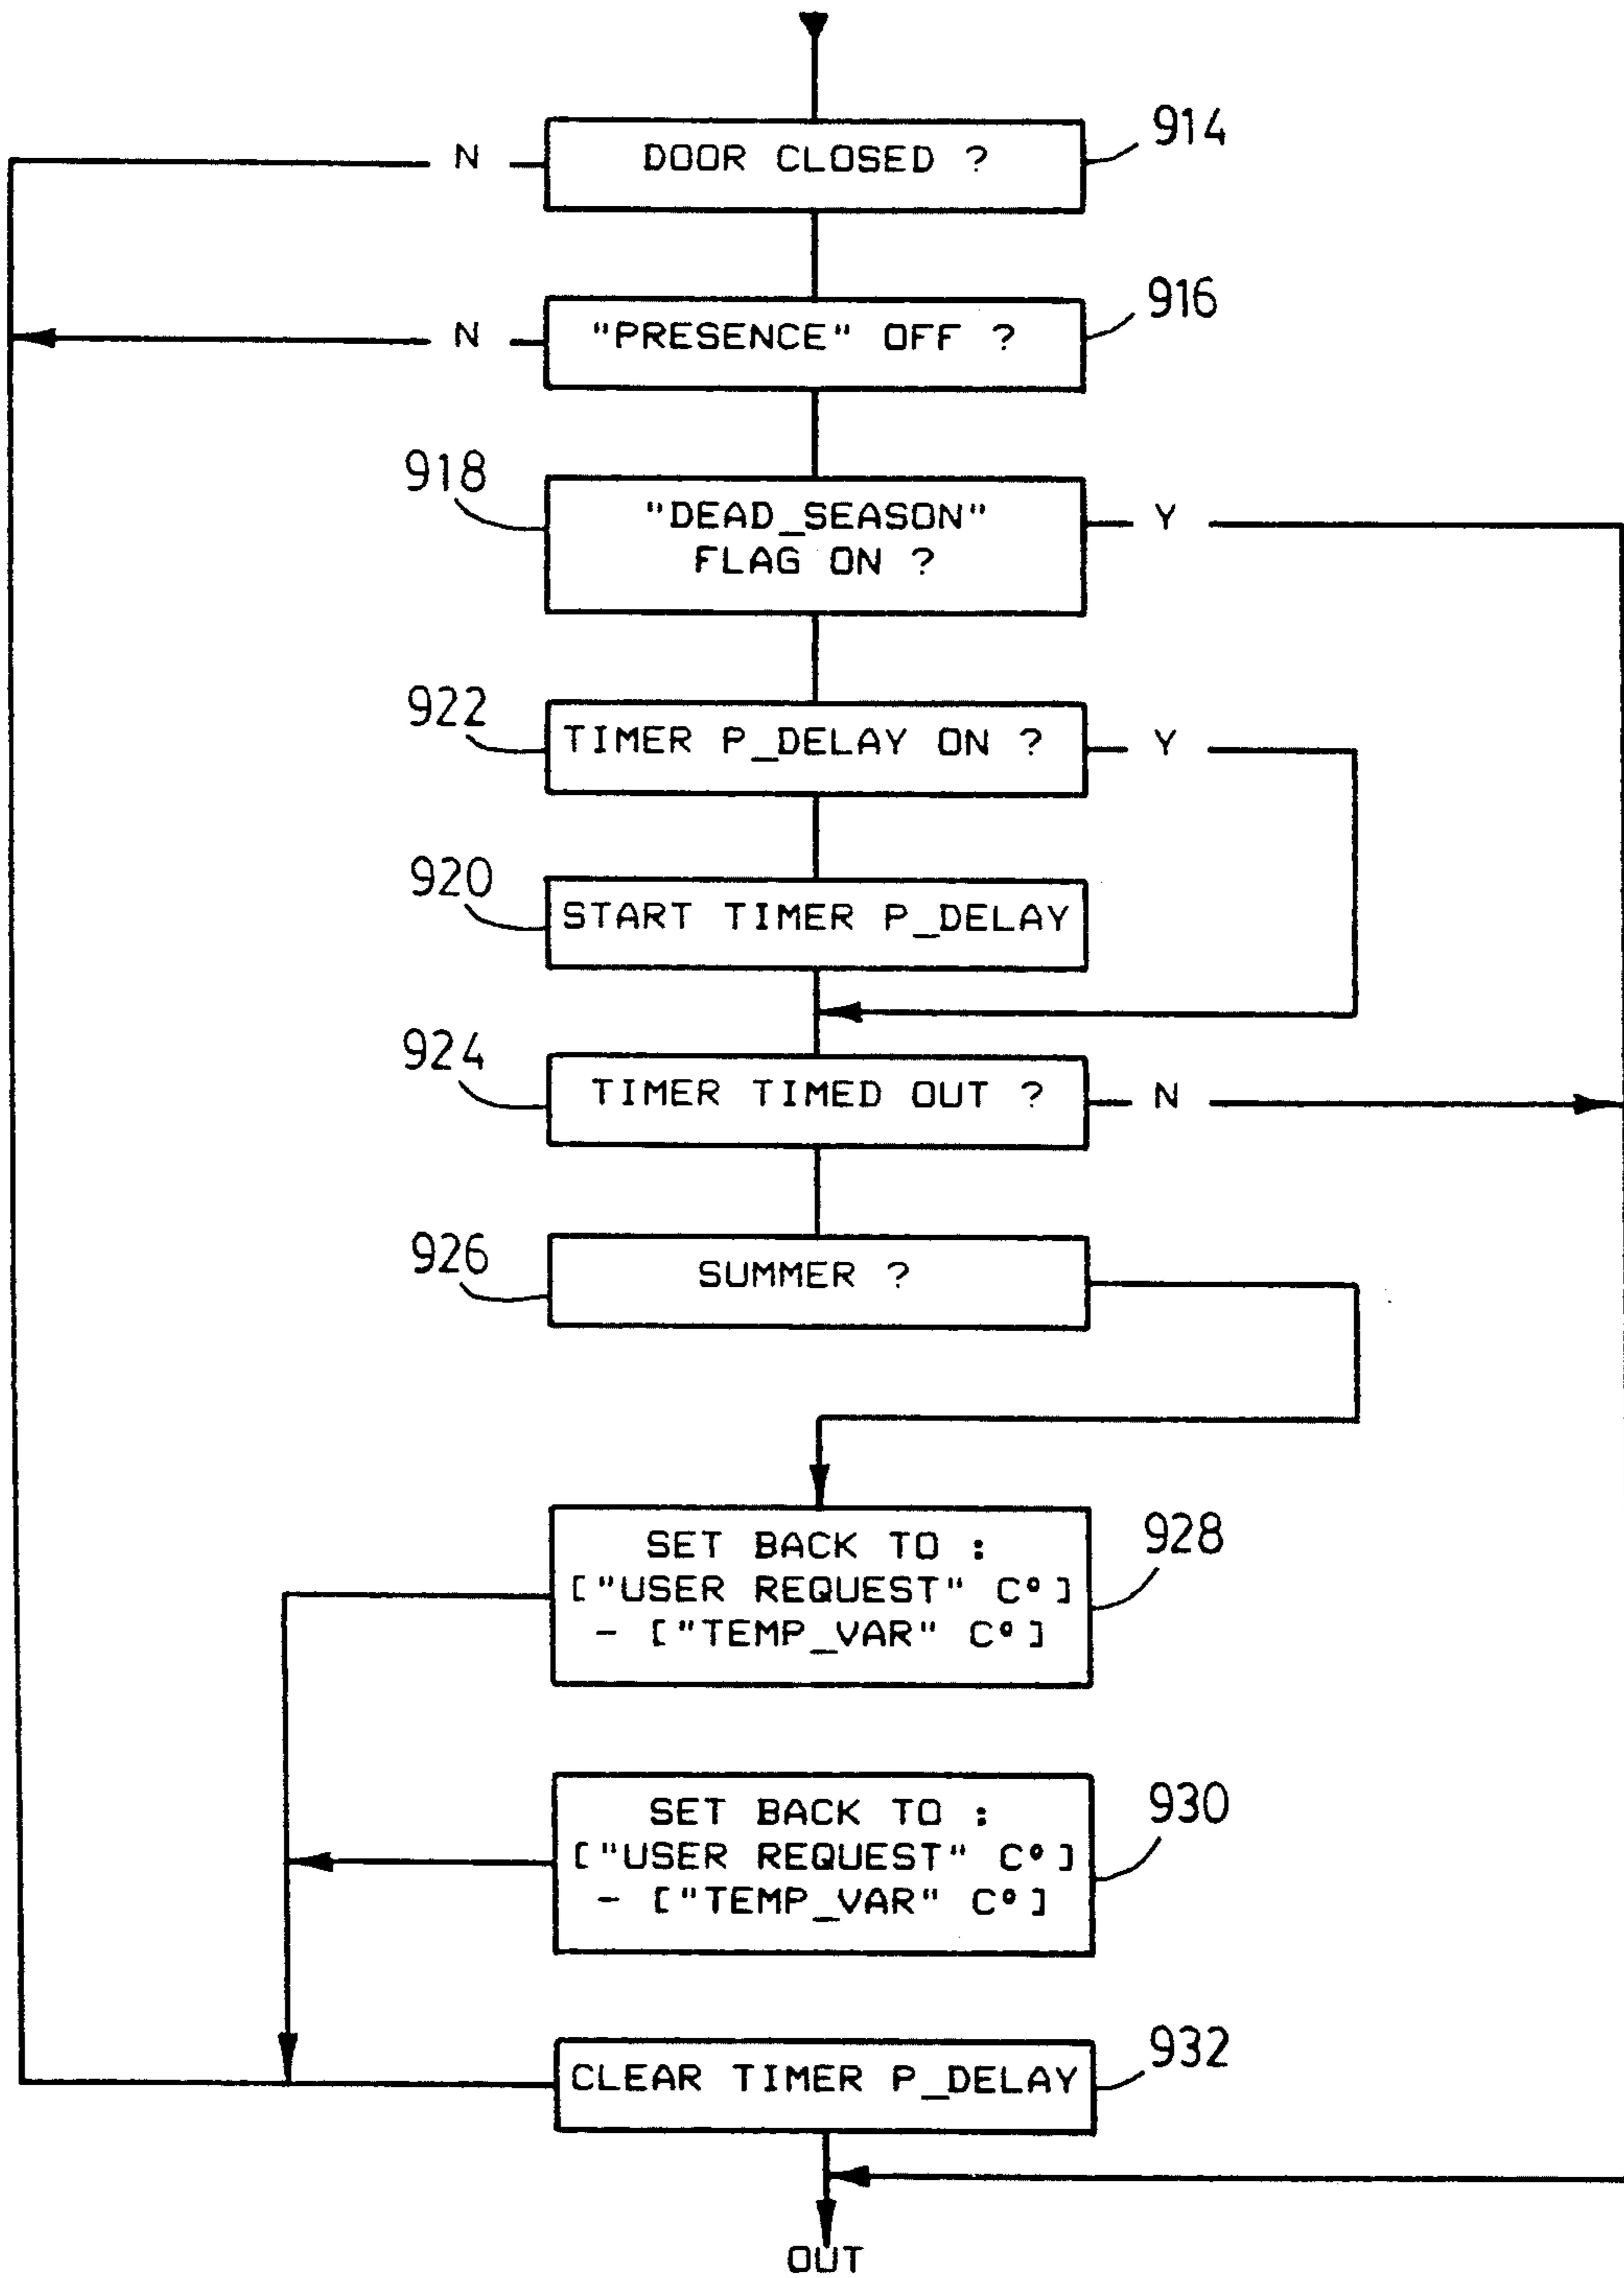 914
N
DOOR CLOSED ?
916
N
"PRESENCE" OFF ?
918
"DEAD_SEASON"
FLAG ON ?
Y
922
TIMER P_DELAY ON ?
Y
920
START TIMER P_DELAY
924
TIMER TIMED OUT ?
N
926
SUMMER ?
928
SET BACK TO :
["USER REQUEST" C°]
- ["TEMP_VAR" C°]
930
SET BACK TO :
["USER REQUEST" C°]
- ["TEMP_VAR" C°]
932
CLEAR TIMER P_DELAY
OUT